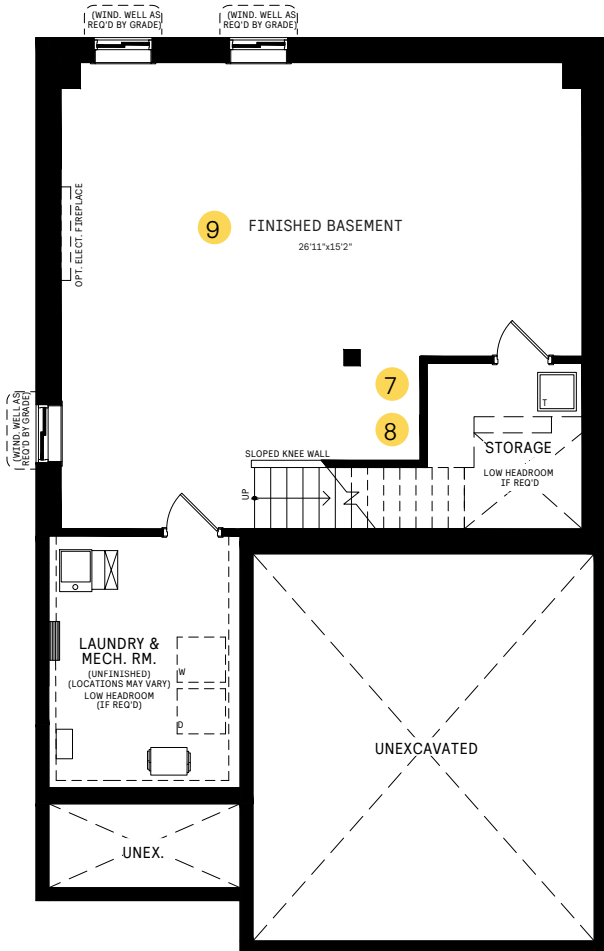 (WIND. WELL AS
REQ'D BY GRADE)
(WIND. WELL AS
REQ'D BY GRADE)
OPT. ELECT. FIREPLACE
9
FINISHED BASEMENT
26'11"x15'2"
7
8
T
(WIND. WELL AS
REQ'D BY GRADE)
SLOPED KNEE WALL
UP
STORAGE
LOW HEADROOM
IF REQ'D
LAUNDRY &
MECH. RM.
(UNFINISHED)
(LOCATIONS MAY VARY)
LOW HEADROOM
(IF REQ'D)
W
D
UNEXCAVATED
UNEX.